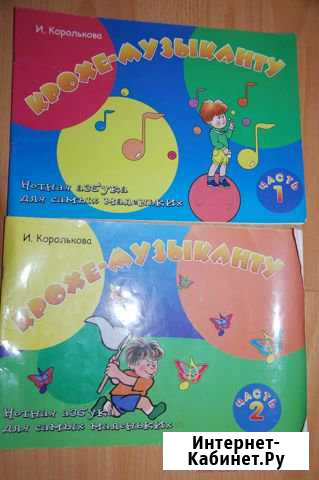 И. Королькова
КРОХЕ-МУЗЫКАНТУ
Нотная азбука
для самых маленьких
ЧАСТЬ
1
И. Королькова
КРОХЕ-МУЗЫКАНТУ
Нотная азбука
для самых маленьких
ЧАСТЬ
2
Интернет-
Кабинет.Ру